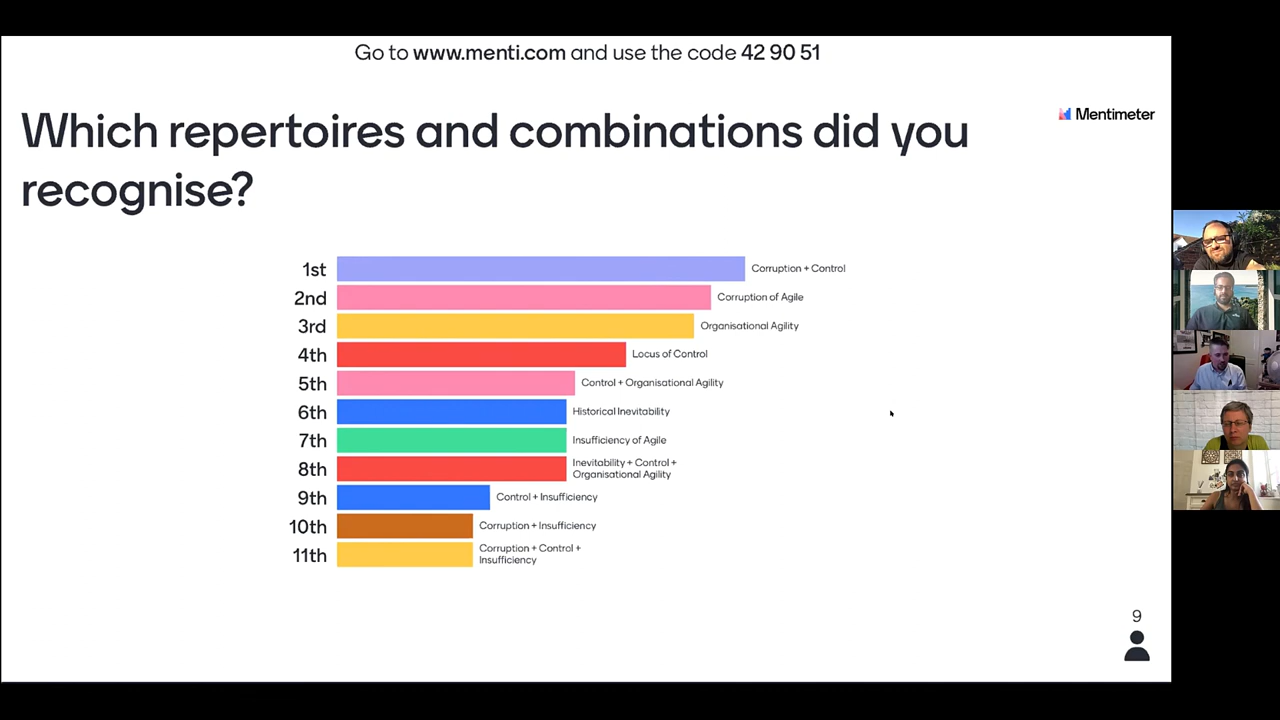 Go to www.menti.com and use the code 42 90 51
Mentimeter
Which repertoires and combinations did you
recognise?
1st Corruption + Control
2nd Corruption of Agile
3rd Organisational Agility
4th Locus of Control
5th Control + Organisational Agility
6th Historical Inevitability
7th Insufficiency of Agile
8th Inevitability + Control +
Organisational Agility
9th Control + Insufficiency
10th Corruption + Insufficiency
11th Corruption + Control +
Insufficiency
9